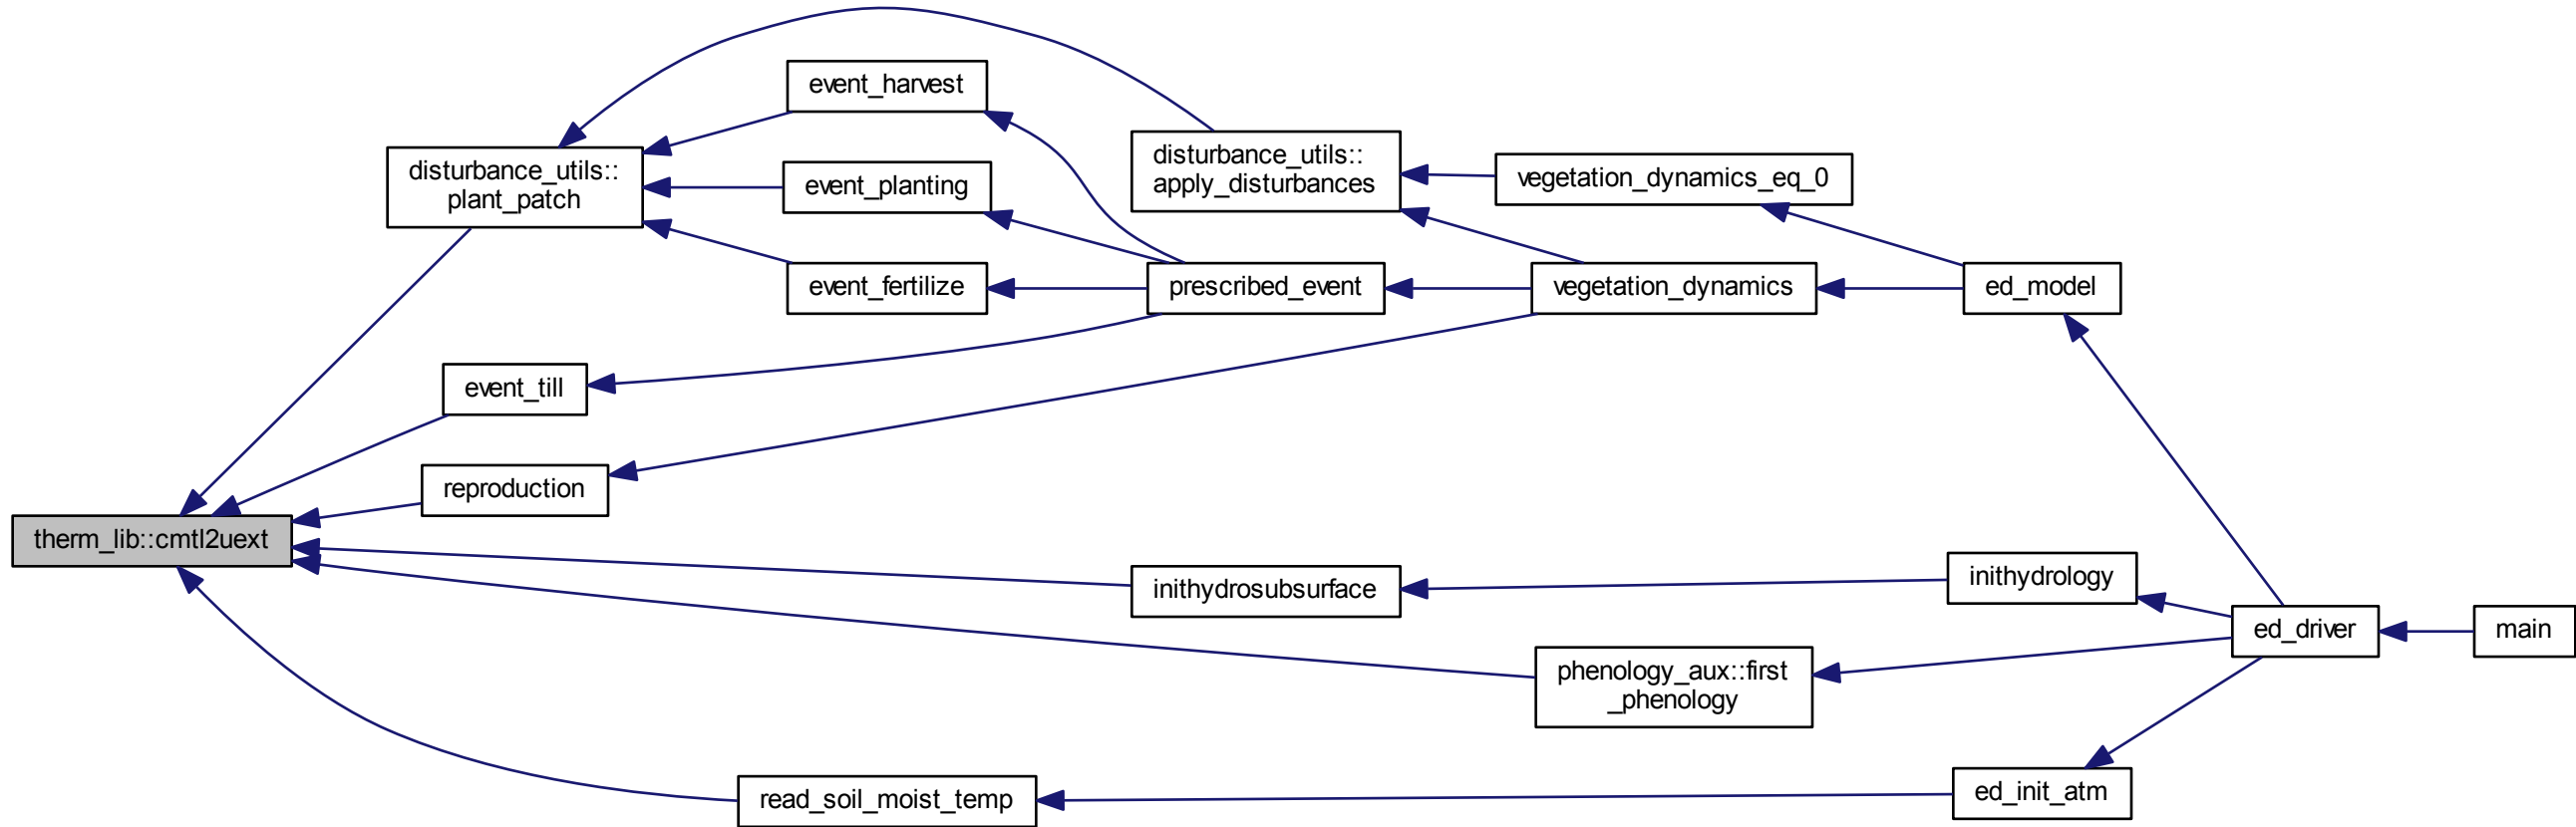 event_harvest
disturbance_utils::
plant_patch
disturbance_utils::
apply_disturbances
event_planting
vegetation_dynamics_eq_0
event_fertilize
prescribed_event
vegetation_dynamics
ed_model
event_till
reproduction
therm_lib::cmtl2uext
inithydrosubsurface
inithydrology
ed_driver
main
phenology_aux::first
_phenology
read_soil_moist_temp
ed_init_atm